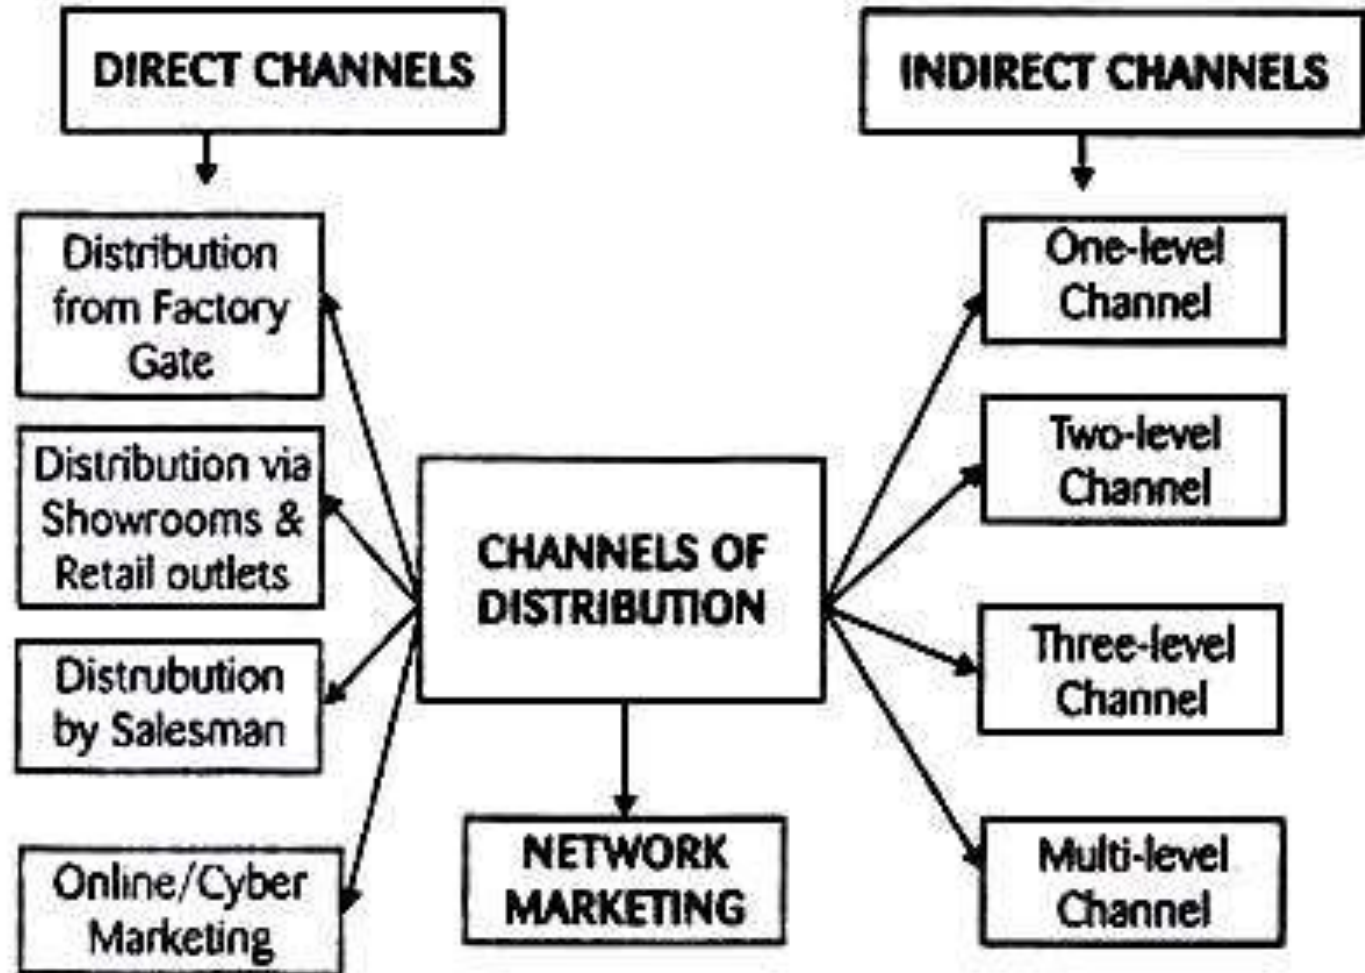 DIRECT CHANNELS
Distribution
from Factory
Gate
Distribution via
Showrooms &
Retail outlets
Distrubution
by Salesman
Online/Cyber
Marketing
CHANNELS OF
DISTRIBUTION
NETWORK
MARKETING
INDIRECT CHANNELS
One-level
Channel
Two-level
Channel
Three-level
Channel
Multi-level
Channel